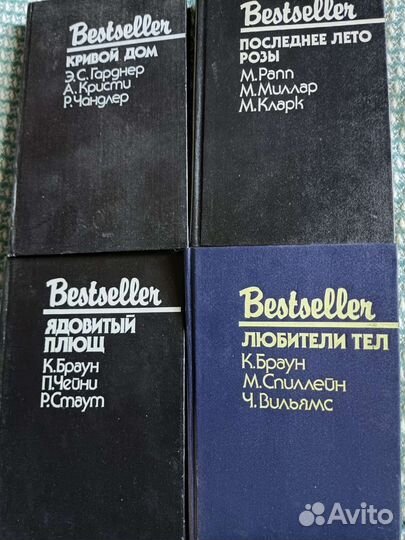 Bestseller
КРИВОЙ ДОМ
Э.С.Гарднер
А.Кристи
Р.Чандлер
Bestseller
ПОСЛЕДНЕЕ ЛЕТО
РОЗЫ
М.Рапп
М.Миллар
М.Кларк
Bestseller
ЯДОВИТЫЙ
ПЛЮЩ
К.Браун
П.Чейни
Р.Стаут
Bestseller
ЛЮБИТЕЛИ ТЕЛ
К.Браун
М.Спиллейн
Ч.Вильямс
Avito